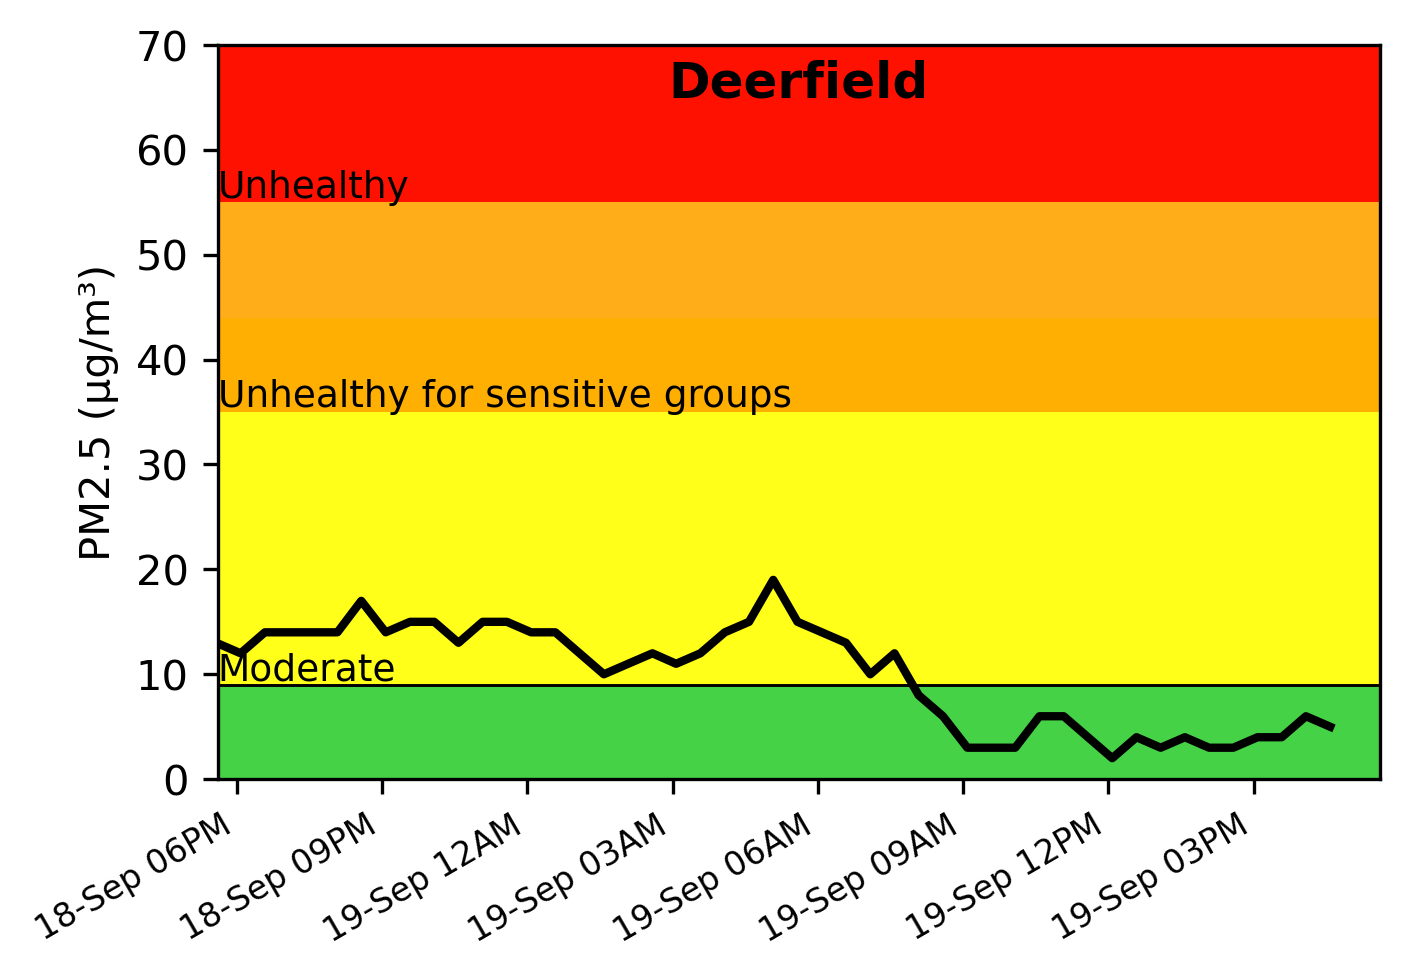 Deerfield
70
60
Unhealthy
50
40
Unhealthy for sensitive groups
30
20
Moderate
10
0
PM2.5 (μg/m³)
18-Sep 06PM
18-Sep 09PM
19-Sep 12AM
19-Sep 03AM
19-Sep 06AM
19-Sep 09AM
19-Sep 12PM
19-Sep 03PM